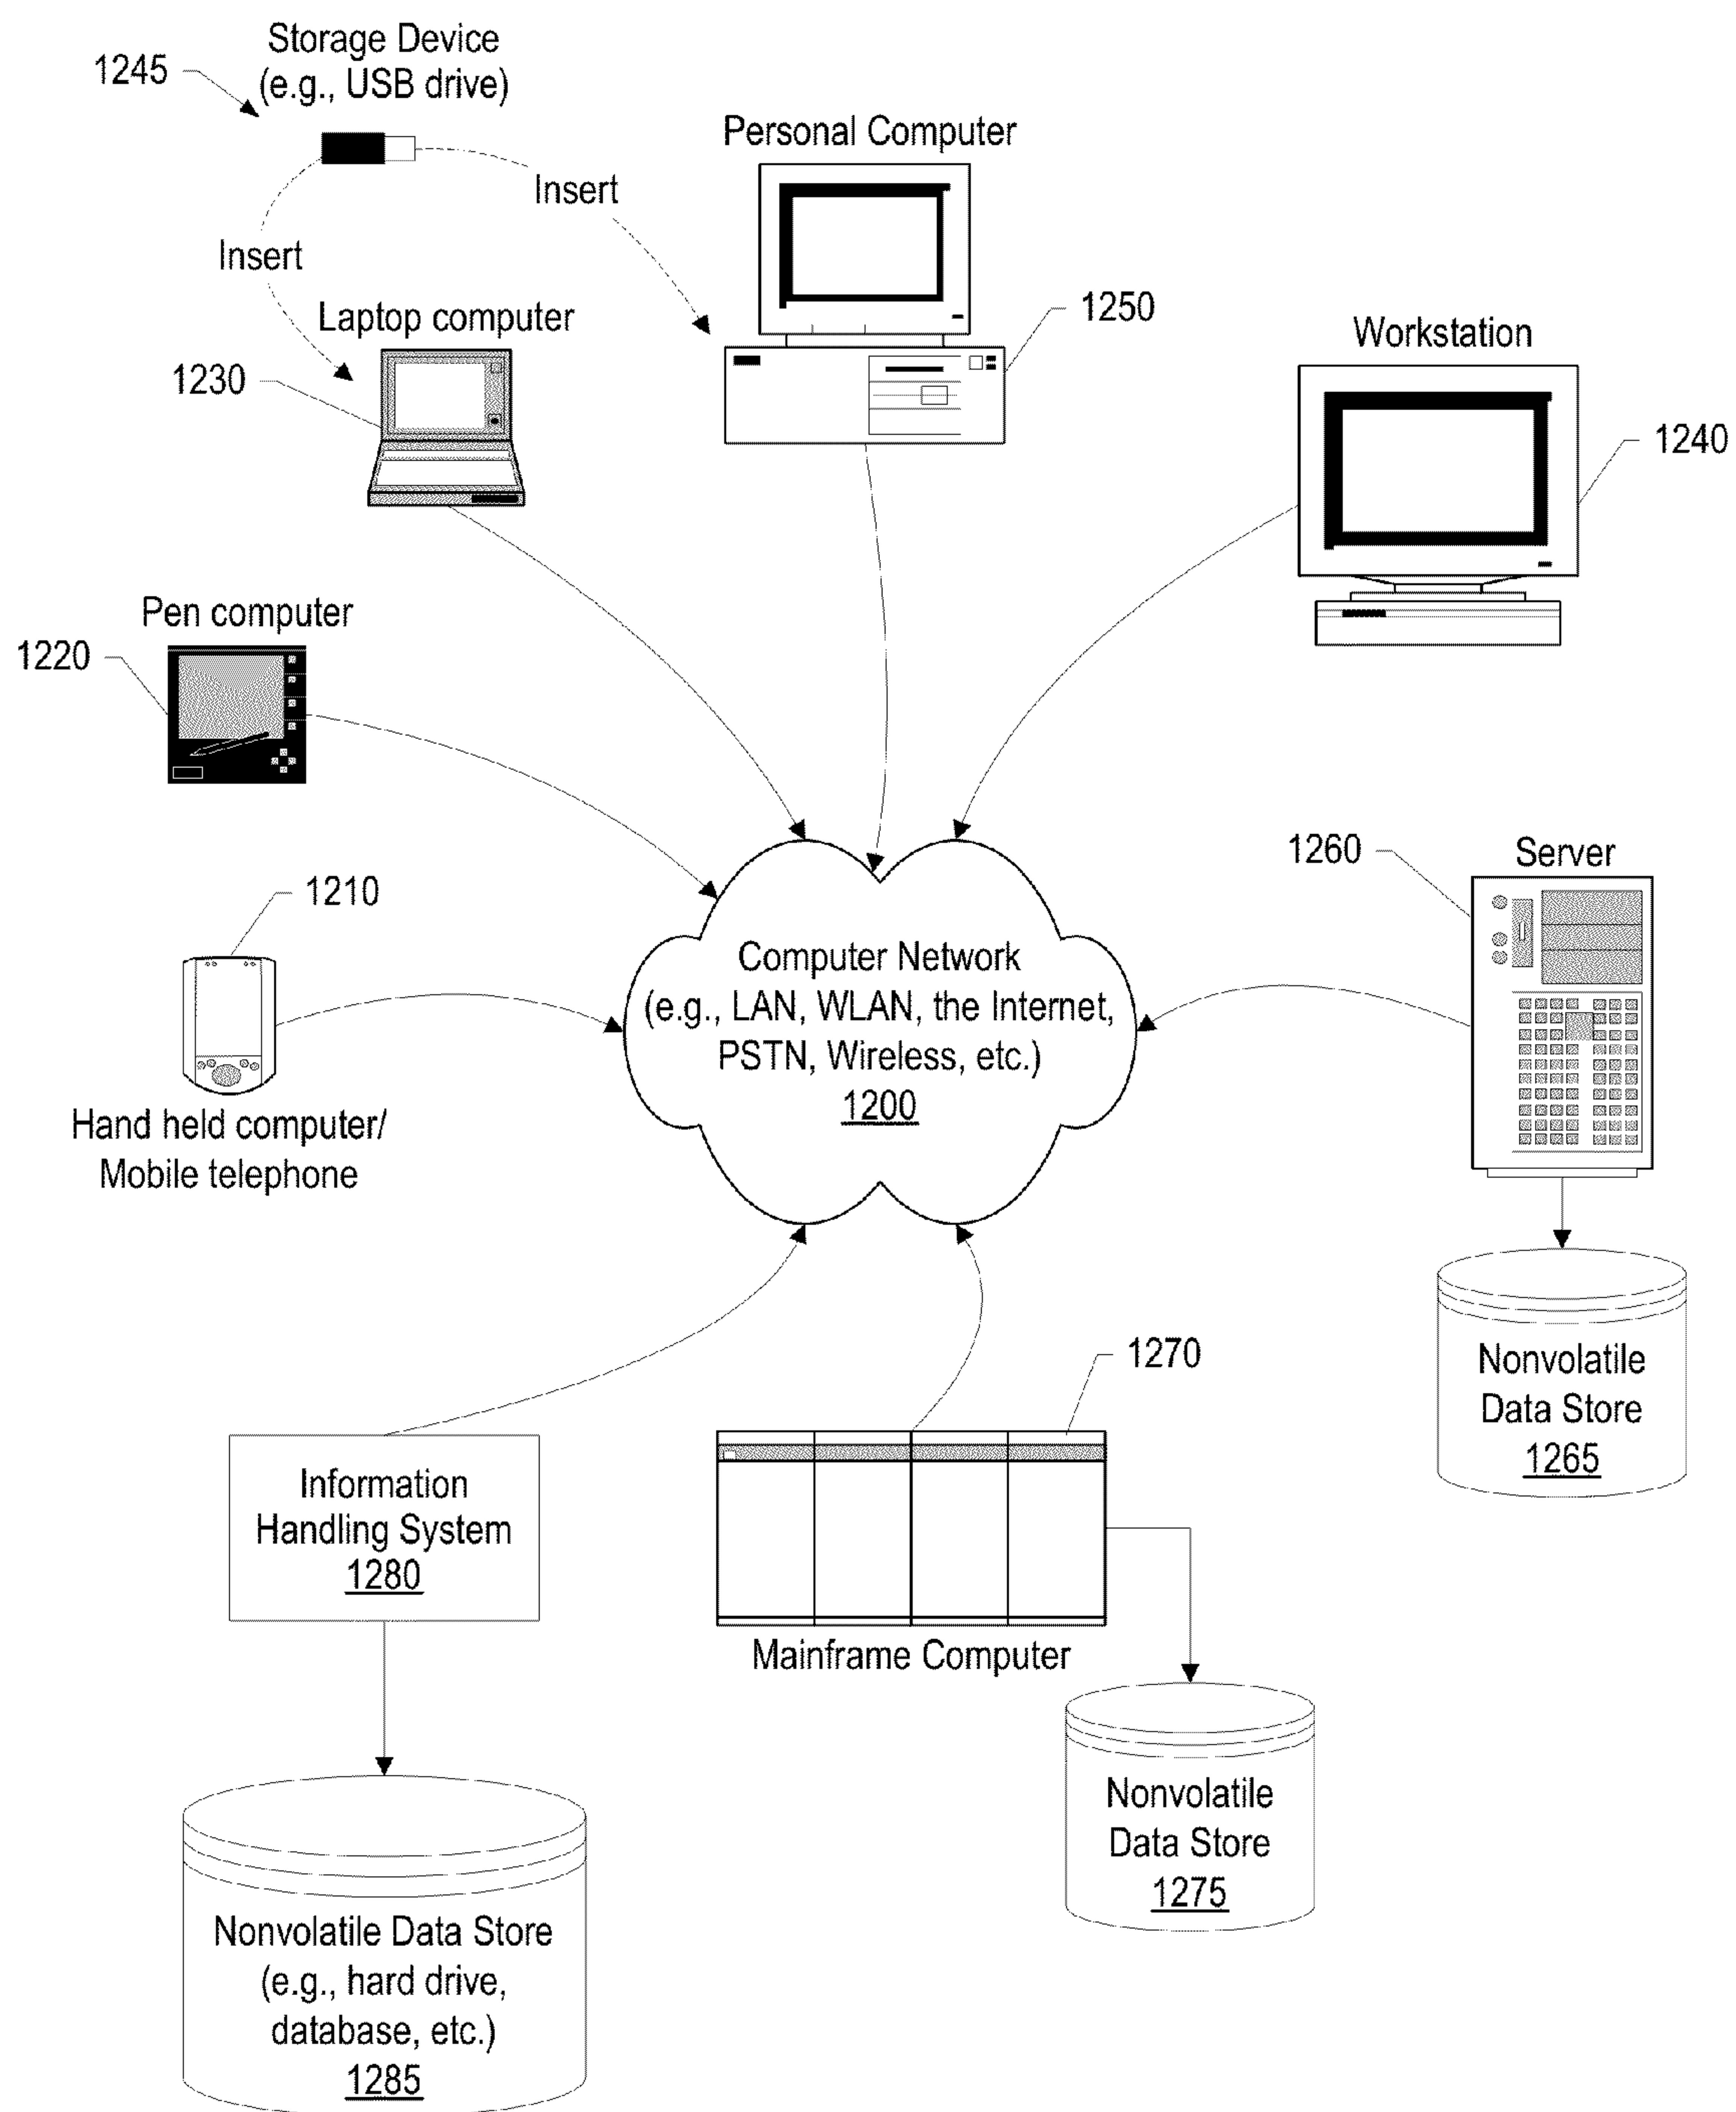 Storage Device
(e.g., USB drive)
1245
Personal Computer
Insert
Insert
Laptop computer
1230
1250
Workstation
1240
Pen computer
1220
1210
Hand held computer/
Mobile telephone
Computer Network
(e.g., LAN, WLAN, the Internet,
PSTN, Wireless, etc.)
1200
1260
Server
Nonvolatile
Data Store
1265
1270
Mainframe Computer
Nonvolatile
Data Store
1275
Information
Handling System
1280
Nonvolatile Data Store
(e.g., hard drive,
database, etc.)
1285